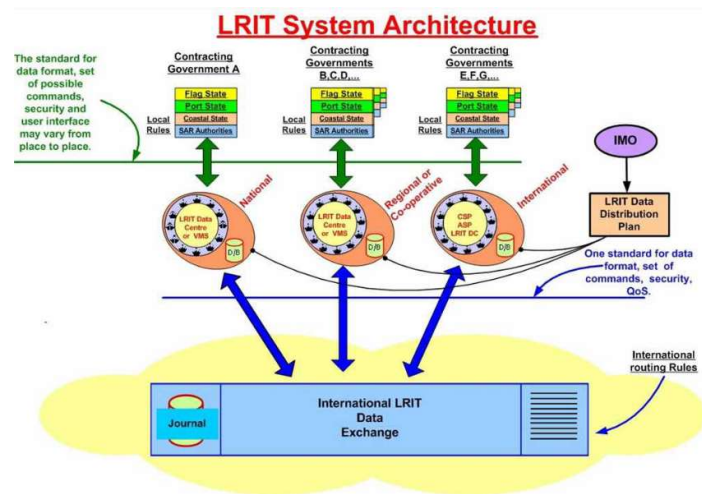 LRIT System Architecture
The standard for
data format, set
of possible
commands,
security and
user interface
may vary from
place to place.
Contracting
Government A
Flag State
Port State
Coastal State
SAR Authorities
Local
Rules
Contracting
Governments
B,C,D,...
Flag State
Port State
Coastal State
SAR Authorities
Local
Rules
Contracting
Governments
E,F,G,...
Flag State
Port State
Coastal State
SAR Authorities
Local
Rules
IMO
LRIT Data
Distribution
Plan
National
LRIT Data
Centre
or VMS
D/B
Regional or
Co-operative
LRIT Data
Centre
or VMS
D/B
International
CSP
ASP
LRIT DC
D/B
One standard for data
format, set of
commands, security,
QoS.
International
routing Rules
Journal
International LRIT
Data
Exchange